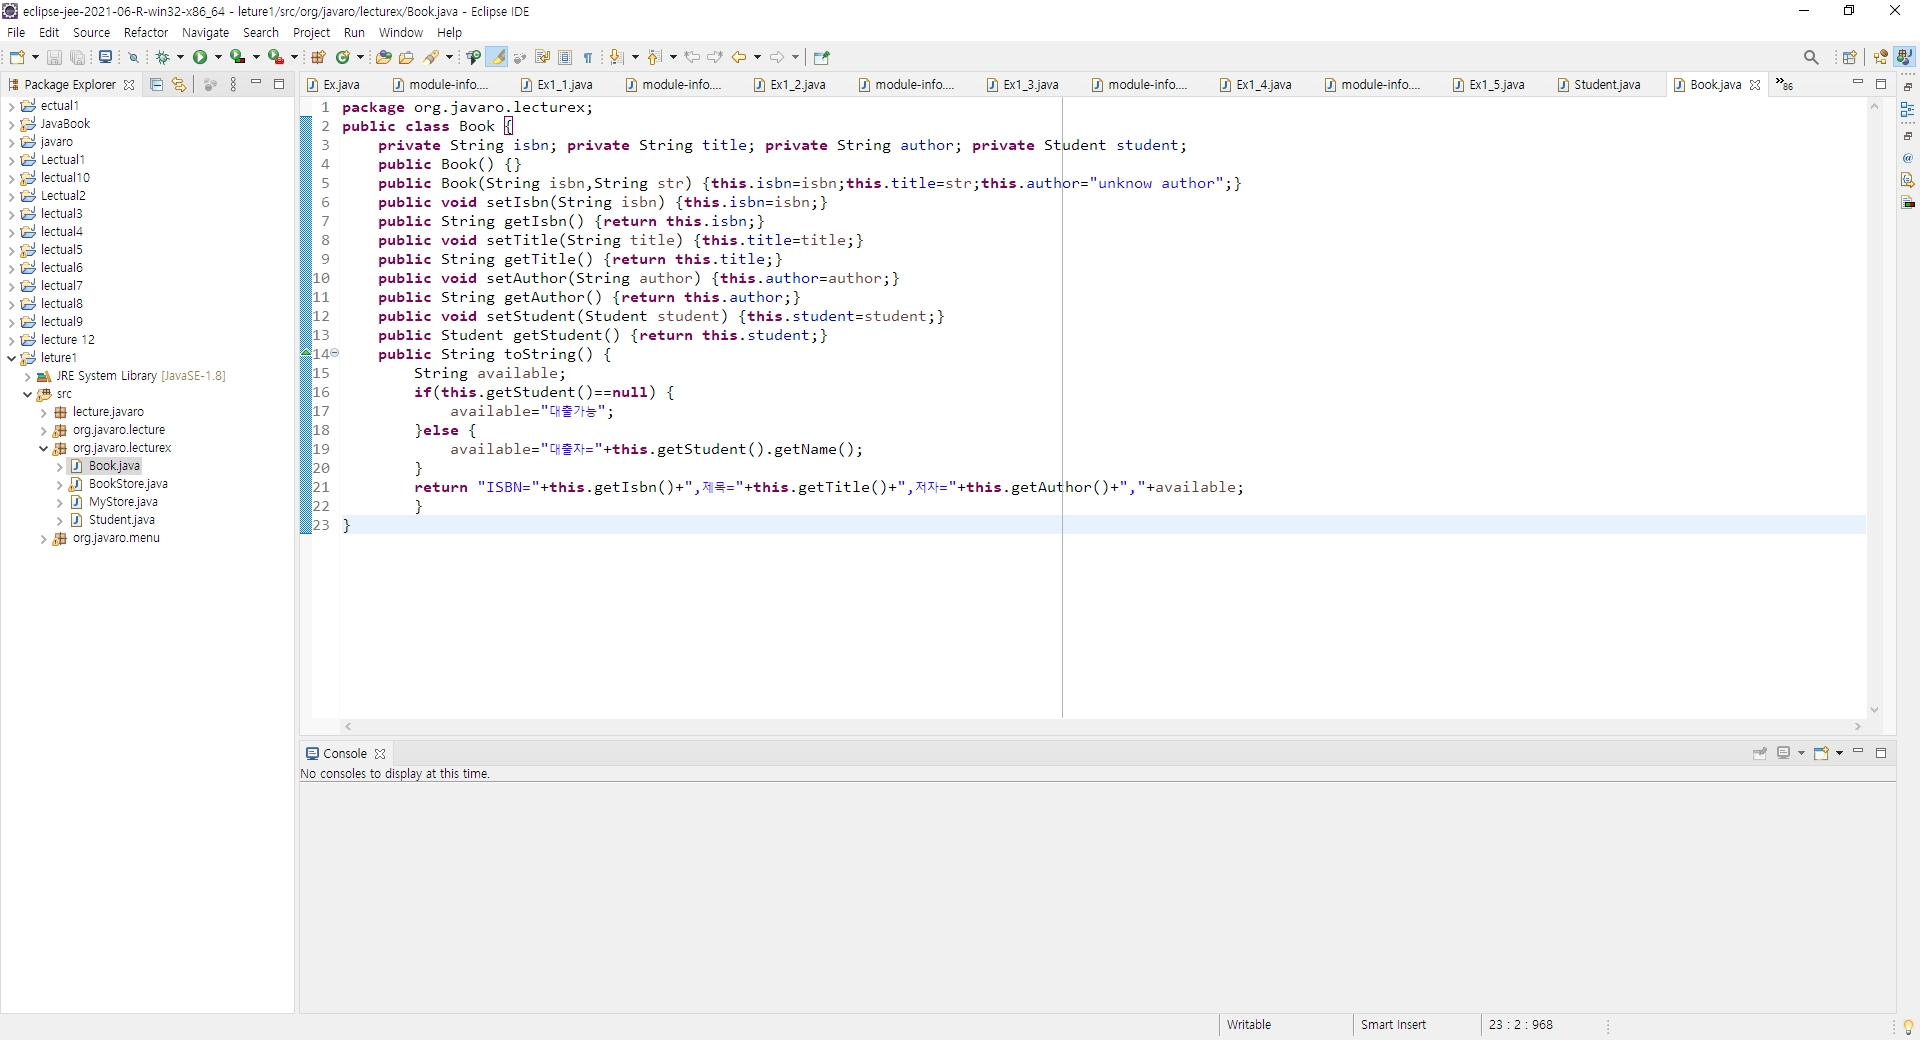 eclipse-jee-2021-06-R-win32-x86_64 - leture1/src/org/javaro/lecturex/Book.java - Eclipse IDE
File Edit Source Refactor Navigate Search Project Run Window Help
Package Explorer
Ex.java module-info.... Ex1_1.java module-info.... Ex1_2.java module-info.... Ex1_3.java module-info.... Ex1_4.java module-info.... Ex1_5.java Student.java Book.java »86
ectual1
JavaBook
javaro
Lectual1
lectual10
Lectual2
lectual3
lectual4
lectual5
lectual6
lectual7
lectual8
lectual9
lecture 12
leture1
JRE System Library [JavaSE-1.8]
src
lecture.javaro
org.javaro.lecture
org.javaro.lecturex
Book.java
BookStore.java
MyStore.java
Student.java
org.javaro.menu
1 package org.javaro.lecturex;
2 public class Book {
3 private String isbn; private String title; private String author; private Student student;
4 public Book() {}
5 public Book(String isbn,String str) {this.isbn=isbn;this.title=str;this.author="unknow author";}
6 public void setIsbn(String isbn) {this.isbn=isbn;}
7 public String getIsbn() {return this.isbn;}
8 public void setTitle(String title) {this.title=title;}
9 public String getTitle() {return this.title;}
10 public void setAuthor(String author) {this.author=author;}
11 public String getAuthor() {return this.author;}
12 public void setStudent(Student student) {this.student=student;}
13 public Student getStudent() {return this.student;}
14 public String toString() {
15 String available;
16 if(this.getStudent()==null) {
17 available="대출가능";
18 }else {
19 available="대출자="+this.getStudent().getName();
20 }
21 return "ISBN="+this.getIsbn()+",제목="+this.getTitle()+",저자="+this.getAuthor()+","+available;
22 }
23 }
Console
No consoles to display at this time.
Writable Smart Insert 23 : 2 : 968